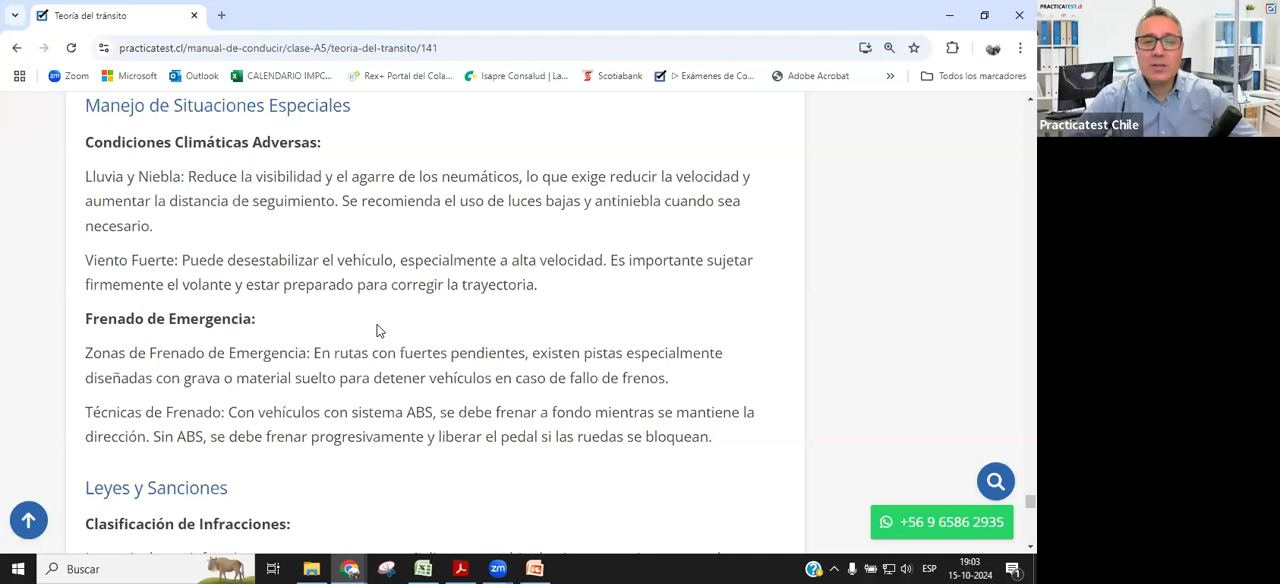 Teoría del tránsito
practicatest.cl/manual-de-conducir/clase-A5/teoria-del-transito/141
Zoom
Microsoft
Outlook
CALENDARIO IMPC...
Rex+ Portal del Cola...
Isapre Consalud | La...
Scotiabank
▷ Exámenes de Co...
Adobe Acrobat
»
Todos los marcadores
PRACTICATEST.cl
Practicatest Chile
Manejo de Situaciones Especiales
Condiciones Climáticas Adversas:
Lluvia y Niebla: Reduce la visibilidad y el agarre de los neumáticos, lo que exige reducir la velocidad y
aumentar la distancia de seguimiento. Se recomienda el uso de luces bajas y antiniebla cuando sea
necesario.
Viento Fuerte: Puede desestabilizar el vehículo, especialmente a alta velocidad. Es importante sujetar
firmemente el volante y estar preparado para corregir la trayectoria.
Frenado de Emergencia:
Zonas de Frenado de Emergencia: En rutas con fuertes pendientes, existen pistas especialmente
diseñadas con grava o material suelto para detener vehículos en caso de fallo de frenos.
Técnicas de Frenado: Con vehículos con sistema ABS, se debe frenar a fondo mientras se mantiene la
dirección. Sin ABS, se debe frenar progresivamente y liberar el pedal si las ruedas se bloquean.
Leyes y Sanciones
Clasificación de Infracciones:
+56 9 6586 2935
Buscar
ESP
19:03
15-10-2024